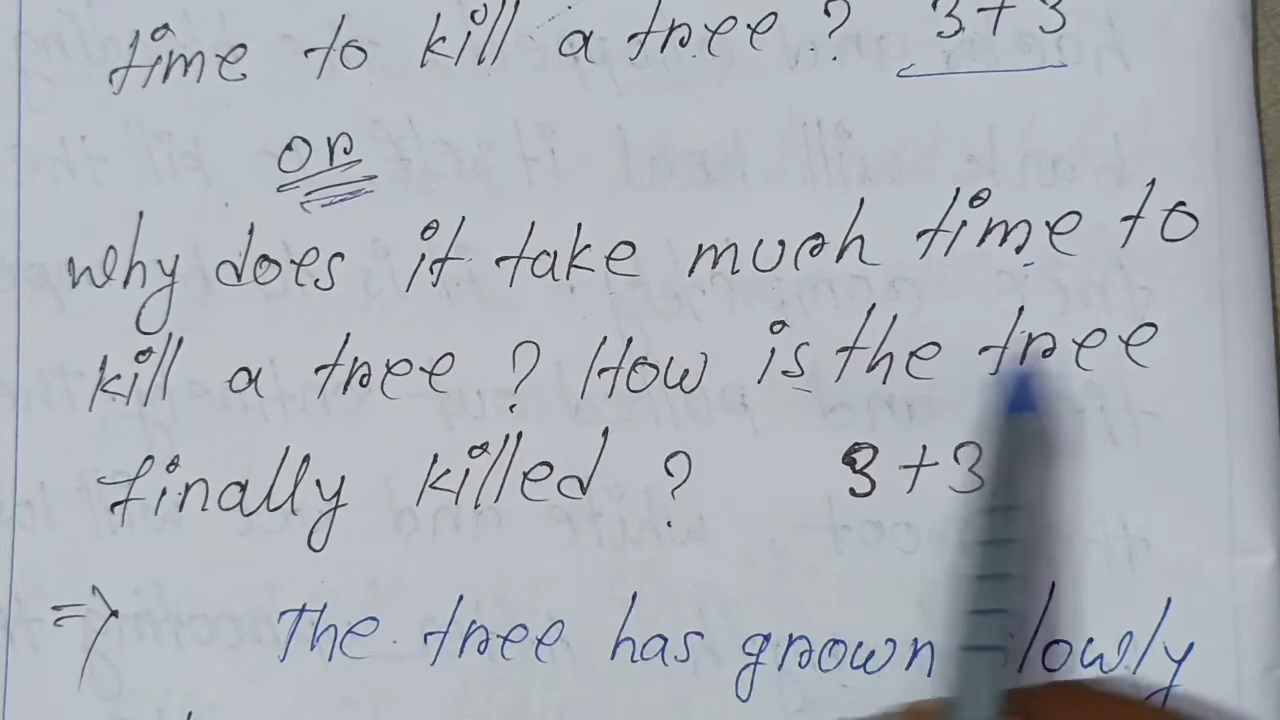 time to kill a tree? 3+3
or
why does it take much time to
kill a tree? How is the tree
finally killed? 3+3
=> The tree has grown slowly